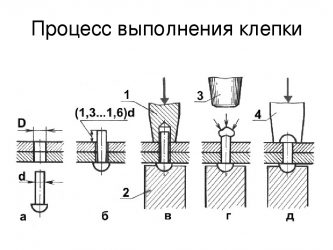 Процесс выполнения клепки
(1,3...1,6)d
1
3
4
D
d
2
а
б
в
г
д